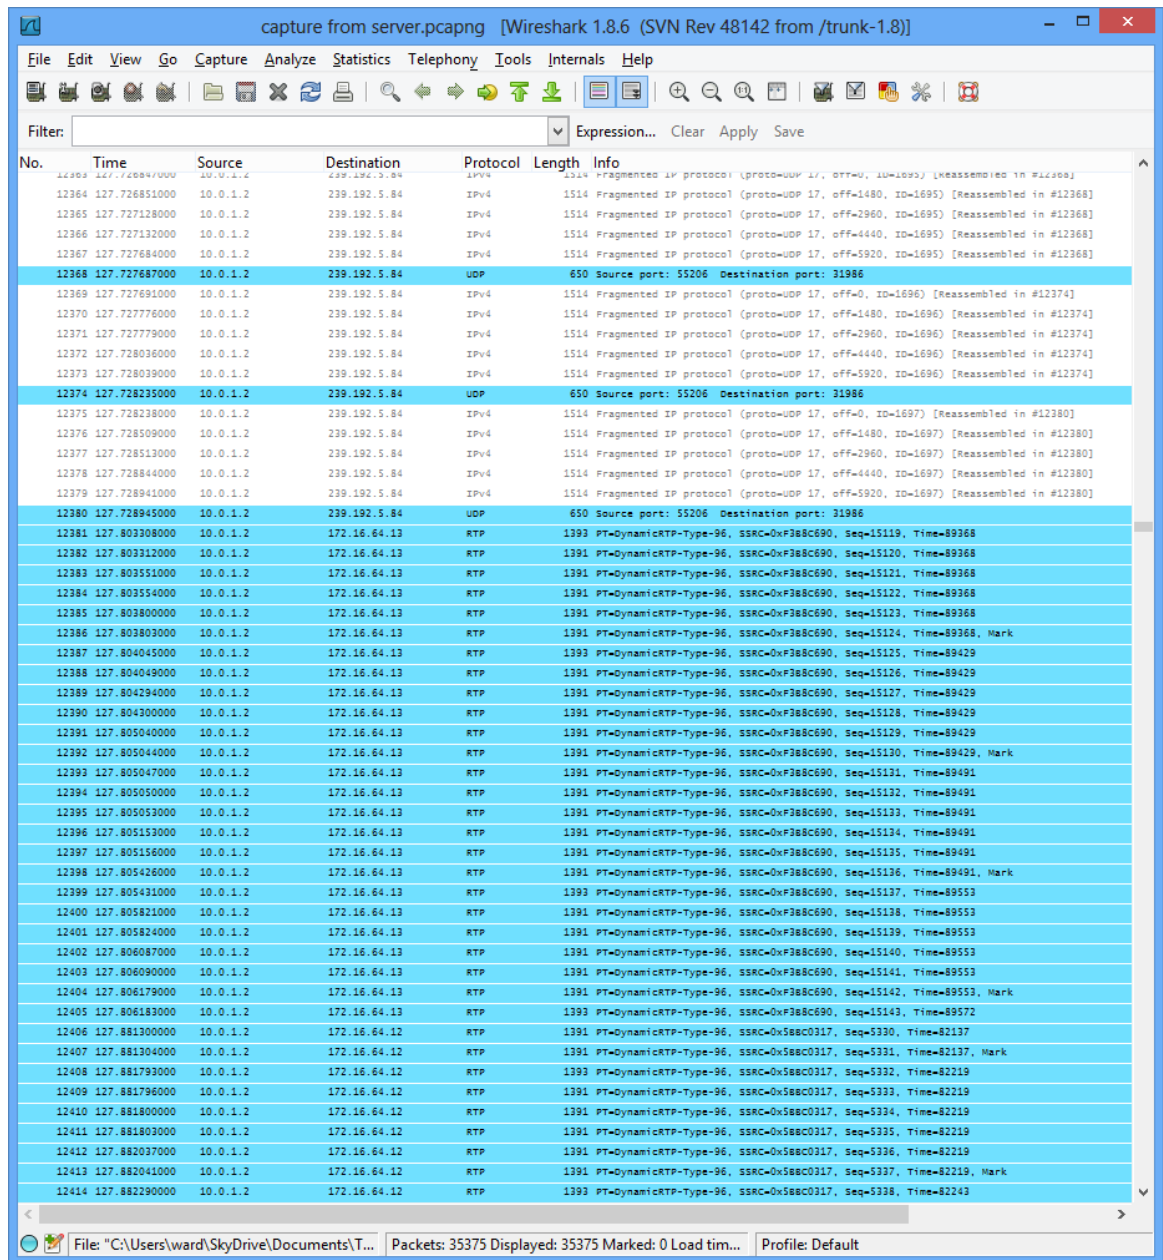 capture from server.pcapng [Wireshark 1.8.6 (SVN Rev 48142 from /trunk-1.8)]
File Edit View Go Capture Analyze Statistics Telephony Tools Internals Help
Filter: Expression... Clear Apply Save
No. Time Source Destination Protocol Length Info
12363 127.726847000 10.0.1.2 239.192.5.84 IPv4 1514 Fragmented IP protocol (proto=UDP 17, off=0, ID=1695) [Reassembled in #12368]
12364 127.726851000 10.0.1.2 239.192.5.84 IPv4 1514 Fragmented IP protocol (proto=UDP 17, off=1480, ID=1695) [Reassembled in #12368]
12365 127.727128000 10.0.1.2 239.192.5.84 IPv4 1514 Fragmented IP protocol (proto=UDP 17, off=2960, ID=1695) [Reassembled in #12368]
12366 127.727132000 10.0.1.2 239.192.5.84 IPv4 1514 Fragmented IP protocol (proto=UDP 17, off=4440, ID=1695) [Reassembled in #12368]
12367 127.727684000 10.0.1.2 239.192.5.84 IPv4 1514 Fragmented IP protocol (proto=UDP 17, off=5920, ID=1695) [Reassembled in #12368]
12368 127.727687000 10.0.1.2 239.192.5.84 UDP 650 Source port: 55206 Destination port: 31986
12369 127.727691000 10.0.1.2 239.192.5.84 IPv4 1514 Fragmented IP protocol (proto=UDP 17, off=0, ID=1696) [Reassembled in #12374]
12370 127.727776000 10.0.1.2 239.192.5.84 IPv4 1514 Fragmented IP protocol (proto=UDP 17, off=1480, ID=1696) [Reassembled in #12374]
12371 127.727779000 10.0.1.2 239.192.5.84 IPv4 1514 Fragmented IP protocol (proto=UDP 17, off=2960, ID=1696) [Reassembled in #12374]
12372 127.728036000 10.0.1.2 239.192.5.84 IPv4 1514 Fragmented IP protocol (proto=UDP 17, off=4440, ID=1696) [Reassembled in #12374]
12373 127.728039000 10.0.1.2 239.192.5.84 IPv4 1514 Fragmented IP protocol (proto=UDP 17, off=5920, ID=1696) [Reassembled in #12374]
12374 127.728235000 10.0.1.2 239.192.5.84 UDP 650 Source port: 55206 Destination port: 31986
12375 127.728238000 10.0.1.2 239.192.5.84 IPv4 1514 Fragmented IP protocol (proto=UDP 17, off=0, ID=1697) [Reassembled in #12380]
12376 127.728509000 10.0.1.2 239.192.5.84 IPv4 1514 Fragmented IP protocol (proto=UDP 17, off=1480, ID=1697) [Reassembled in #12380]
12377 127.728513000 10.0.1.2 239.192.5.84 IPv4 1514 Fragmented IP protocol (proto=UDP 17, off=2960, ID=1697) [Reassembled in #12380]
12378 127.728844000 10.0.1.2 239.192.5.84 IPv4 1514 Fragmented IP protocol (proto=UDP 17, off=4440, ID=1697) [Reassembled in #12380]
12379 127.728941000 10.0.1.2 239.192.5.84 IPv4 1514 Fragmented IP protocol (proto=UDP 17, off=5920, ID=1697) [Reassembled in #12380]
12380 127.728945000 10.0.1.2 239.192.5.84 UDP 650 Source port: 55206 Destination port: 31986
12381 127.803308000 10.0.1.2 172.16.64.13 RTP 1393 PT=DynamicRTP-Type-96, SSRC=0xF3B8C690, Seq=15119, Time=89368
12382 127.803312000 10.0.1.2 172.16.64.13 RTP 1391 PT=DynamicRTP-Type-96, SSRC=0xF3B8C690, Seq=15120, Time=89368
12383 127.803551000 10.0.1.2 172.16.64.13 RTP 1391 PT=DynamicRTP-Type-96, SSRC=0xF3B8C690, Seq=15121, Time=89368
12384 127.803554000 10.0.1.2 172.16.64.13 RTP 1391 PT=DynamicRTP-Type-96, SSRC=0xF3B8C690, Seq=15122, Time=89368
12385 127.803800000 10.0.1.2 172.16.64.13 RTP 1391 PT=DynamicRTP-Type-96, SSRC=0xF3B8C690, Seq=15123, Time=89368
12386 127.803803000 10.0.1.2 172.16.64.13 RTP 1391 PT=DynamicRTP-Type-96, SSRC=0xF3B8C690, Seq=15124, Time=89368, Mark
12387 127.804045000 10.0.1.2 172.16.64.13 RTP 1393 PT=DynamicRTP-Type-96, SSRC=0xF3B8C690, Seq=15125, Time=89429
12388 127.804049000 10.0.1.2 172.16.64.13 RTP 1391 PT=DynamicRTP-Type-96, SSRC=0xF3B8C690, Seq=15126, Time=89429
12389 127.804294000 10.0.1.2 172.16.64.13 RTP 1391 PT=DynamicRTP-Type-96, SSRC=0xF3B8C690, Seq=15127, Time=89429
12390 127.804300000 10.0.1.2 172.16.64.13 RTP 1391 PT=DynamicRTP-Type-96, SSRC=0xF3B8C690, Seq=15128, Time=89429
12391 127.805040000 10.0.1.2 172.16.64.13 RTP 1391 PT=DynamicRTP-Type-96, SSRC=0xF3B8C690, Seq=15129, Time=89429
12392 127.805044000 10.0.1.2 172.16.64.13 RTP 1391 PT=DynamicRTP-Type-96, SSRC=0xF3B8C690, Seq=15130, Time=89429, Mark
12393 127.805047000 10.0.1.2 172.16.64.13 RTP 1391 PT=DynamicRTP-Type-96, SSRC=0xF3B8C690, Seq=15131, Time=89491
12394 127.805050000 10.0.1.2 172.16.64.13 RTP 1391 PT=DynamicRTP-Type-96, SSRC=0xF3B8C690, Seq=15132, Time=89491
12395 127.805053000 10.0.1.2 172.16.64.13 RTP 1391 PT=DynamicRTP-Type-96, SSRC=0xF3B8C690, Seq=15133, Time=89491
12396 127.805153000 10.0.1.2 172.16.64.13 RTP 1391 PT=DynamicRTP-Type-96, SSRC=0xF3B8C690, Seq=15134, Time=89491
12397 127.805156000 10.0.1.2 172.16.64.13 RTP 1391 PT=DynamicRTP-Type-96, SSRC=0xF3B8C690, Seq=15135, Time=89491
12398 127.805426000 10.0.1.2 172.16.64.13 RTP 1391 PT=DynamicRTP-Type-96, SSRC=0xF3B8C690, Seq=15136, Time=89491, Mark
12399 127.805431000 10.0.1.2 172.16.64.13 RTP 1393 PT=DynamicRTP-Type-96, SSRC=0xF3B8C690, Seq=15137, Time=89553
12400 127.805821000 10.0.1.2 172.16.64.13 RTP 1391 PT=DynamicRTP-Type-96, SSRC=0xF3B8C690, Seq=15138, Time=89553
12401 127.805824000 10.0.1.2 172.16.64.13 RTP 1391 PT=DynamicRTP-Type-96, SSRC=0xF3B8C690, Seq=15139, Time=89553
12402 127.806087000 10.0.1.2 172.16.64.13 RTP 1391 PT=DynamicRTP-Type-96, SSRC=0xF3B8C690, Seq=15140, Time=89553
12403 127.806090000 10.0.1.2 172.16.64.13 RTP 1391 PT=DynamicRTP-Type-96, SSRC=0xF3B8C690, Seq=15141, Time=89553
12404 127.806179000 10.0.1.2 172.16.64.13 RTP 1391 PT=DynamicRTP-Type-96, SSRC=0xF3B8C690, Seq=15142, Time=89553, Mark
12405 127.806183000 10.0.1.2 172.16.64.13 RTP 1393 PT=DynamicRTP-Type-96, SSRC=0xF3B8C690, Seq=15143, Time=89572
12406 127.881300000 10.0.1.2 172.16.64.12 RTP 1391 PT=DynamicRTP-Type-96, SSRC=0x5B8C0317, Seq=5330, Time=82137
12407 127.881304000 10.0.1.2 172.16.64.12 RTP 1391 PT=DynamicRTP-Type-96, SSRC=0x5B8C0317, Seq=5331, Time=82137, Mark
12408 127.881793000 10.0.1.2 172.16.64.12 RTP 1393 PT=DynamicRTP-Type-96, SSRC=0x5B8C0317, Seq=5332, Time=82219
12409 127.881796000 10.0.1.2 172.16.64.12 RTP 1391 PT=DynamicRTP-Type-96, SSRC=0x5B8C0317, Seq=5333, Time=82219
12410 127.881800000 10.0.1.2 172.16.64.12 RTP 1391 PT=DynamicRTP-Type-96, SSRC=0x5B8C0317, Seq=5334, Time=82219
12411 127.881803000 10.0.1.2 172.16.64.12 RTP 1391 PT=DynamicRTP-Type-96, SSRC=0x5B8C0317, Seq=5335, Time=82219
12412 127.882037000 10.0.1.2 172.16.64.12 RTP 1391 PT=DynamicRTP-Type-96, SSRC=0x5B8C0317, Seq=5336, Time=82219
12413 127.882041000 10.0.1.2 172.16.64.12 RTP 1391 PT=DynamicRTP-Type-96, SSRC=0x5B8C0317, Seq=5337, Time=82219, Mark
12414 127.882290000 10.0.1.2 172.16.64.12 RTP 1393 PT=DynamicRTP-Type-96, SSRC=0x5B8C0317, Seq=5338, Time=82243
File: "C:\Users\ward\SkyDrive\Documents\T... Packets: 35375 Displayed: 35375 Marked: 0 Load tim... Profile: Default